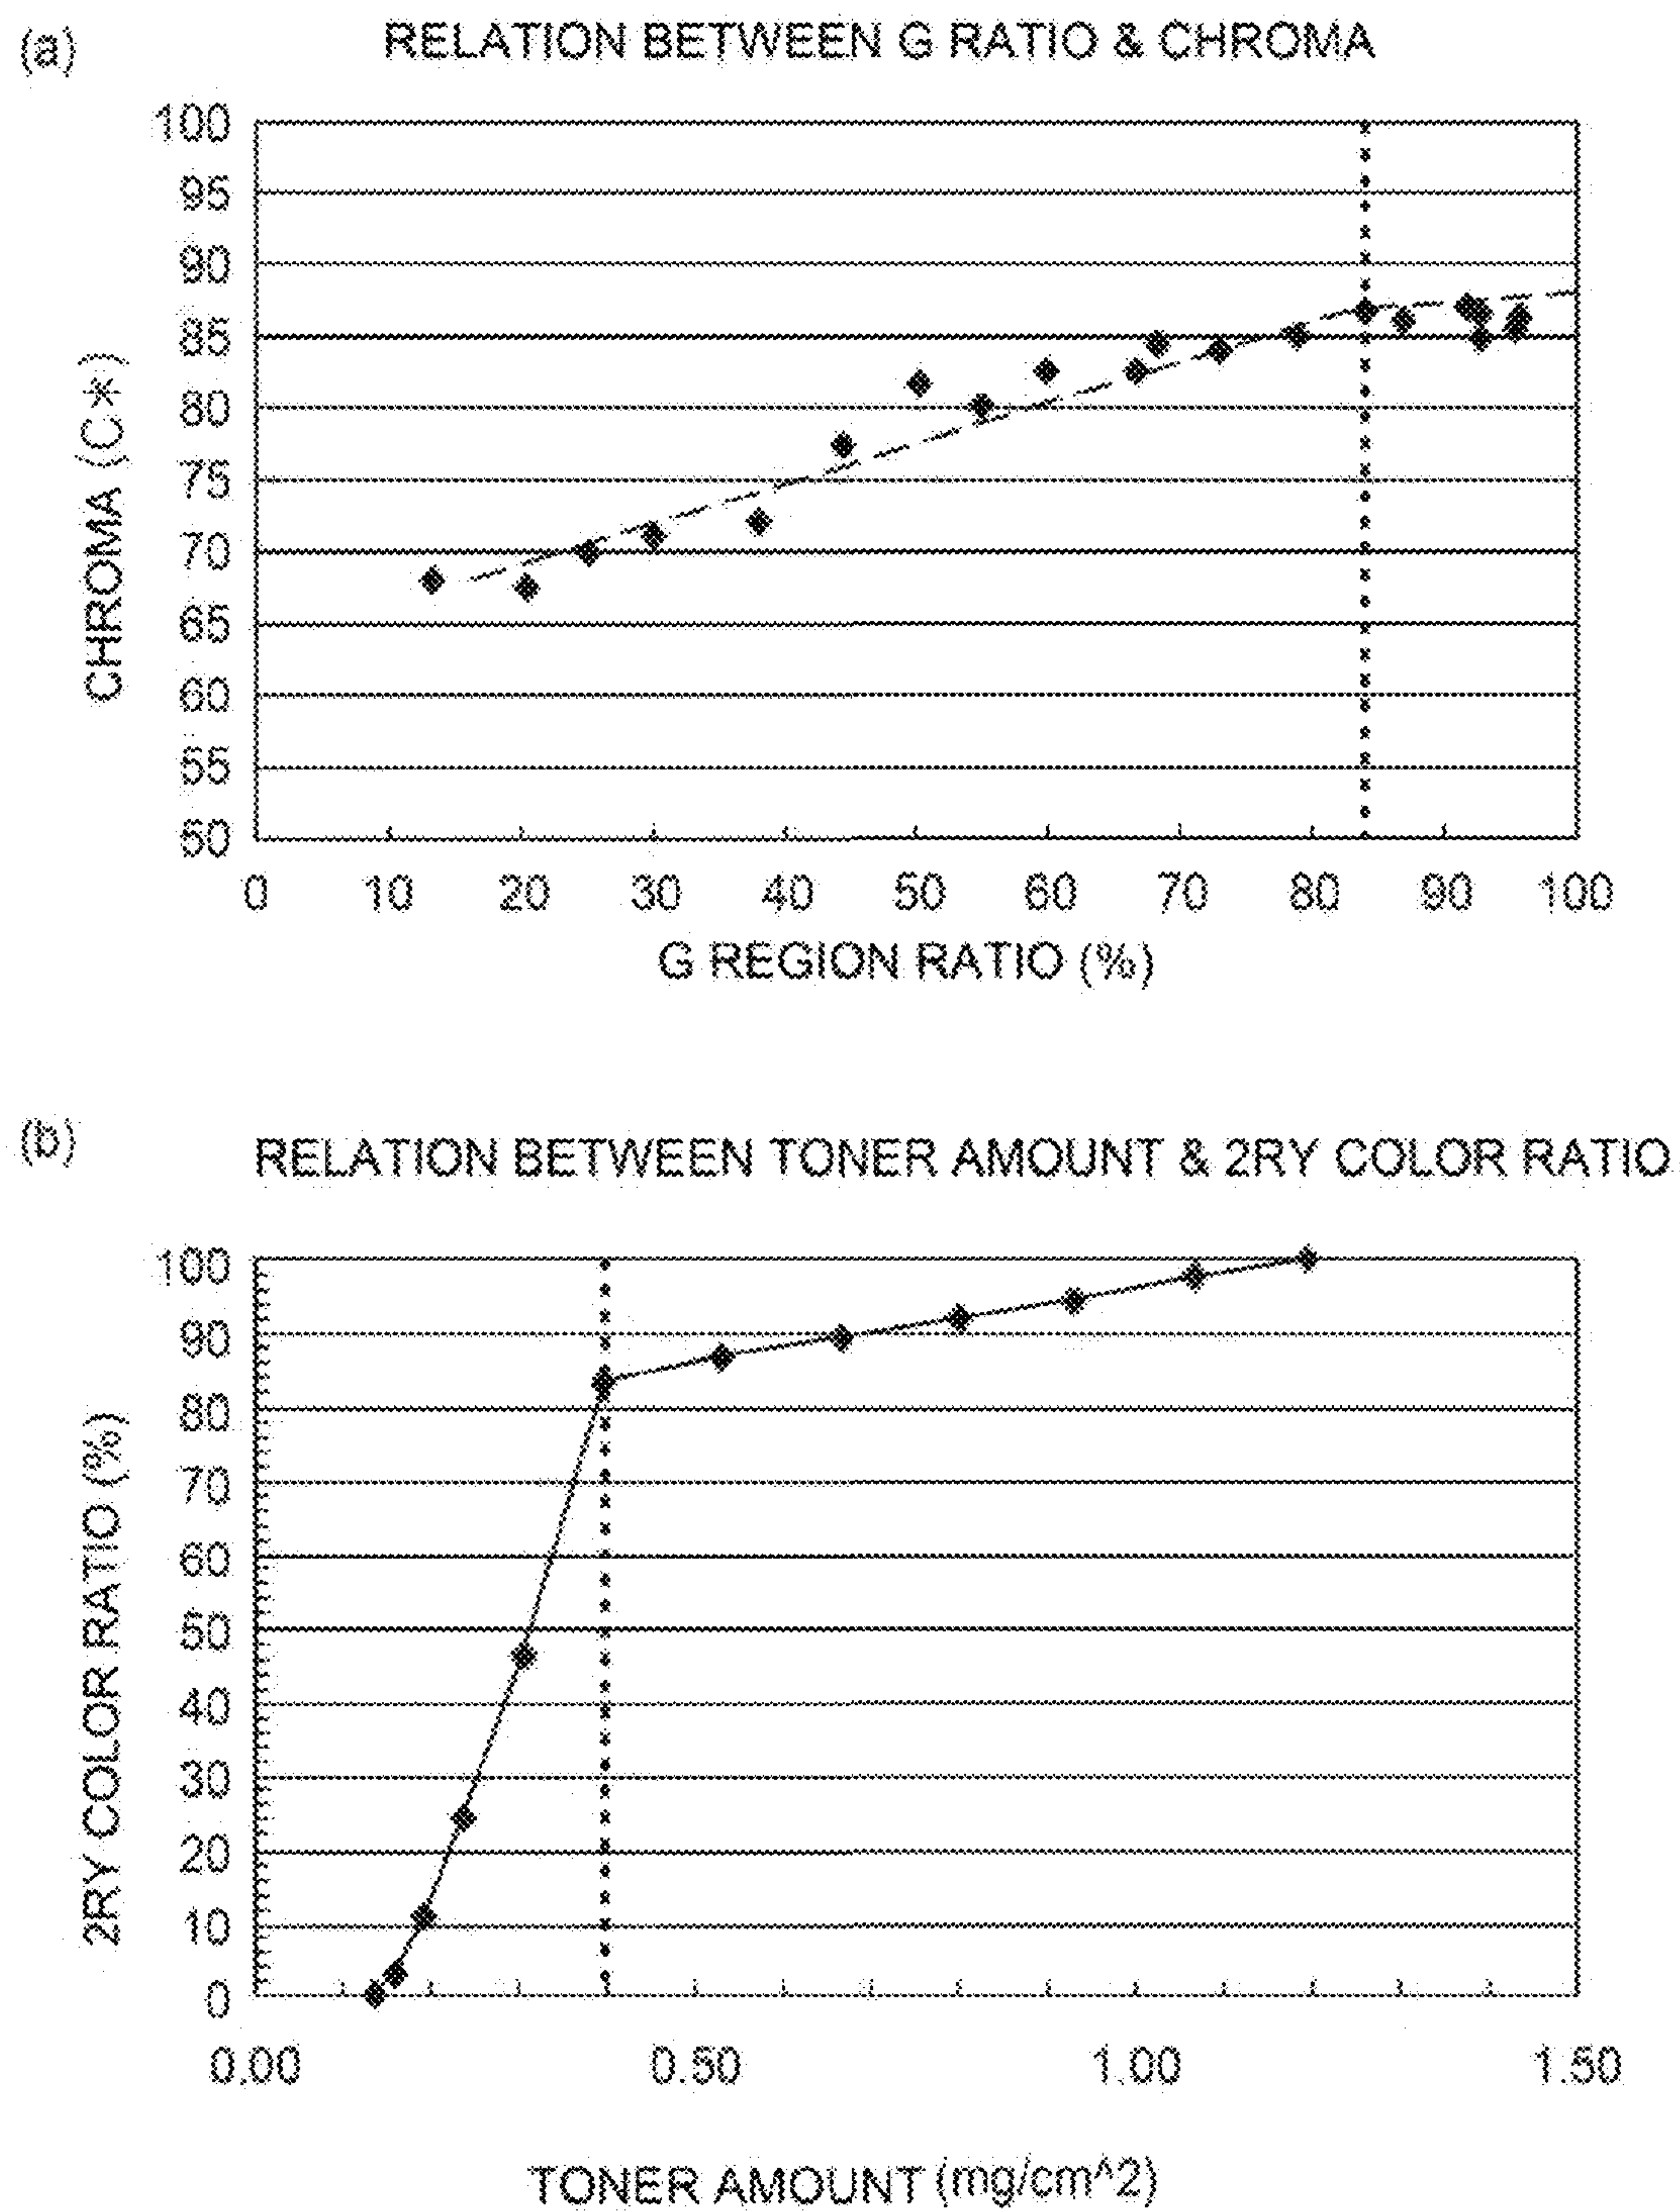 (a)
RELATION BETWEEN G RATIO & CHROMA
100
95
90
85
80
75
70
65
60
55
50
CHROMA (C*)
0 10 20 30 40 50 60 70 80 90 100
G REGION RATIO (%)
(b)
RELATION BETWEEN TONER AMOUNT & 2RY COLOR RATIO
100
90
80
70
60
50
40
30
20
10
0
2RY COLOR RATIO (%)
0.00 0.50 1.00 1.50
TONER AMOUNT (mg/cm^2)